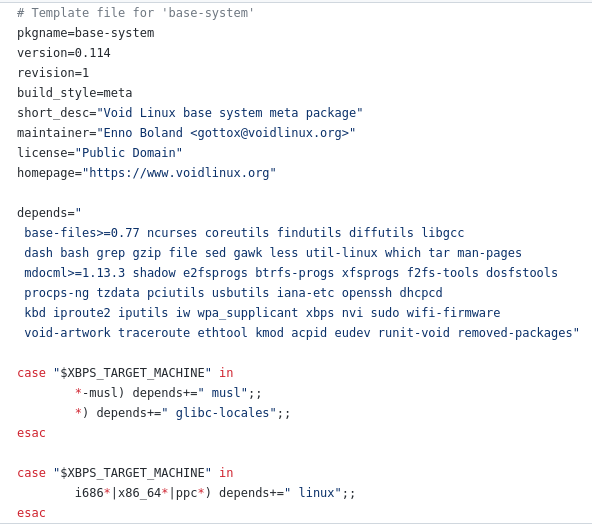 # Template file for 'base-system'
pkgname=base-system
version=0.114
revision=1
build_style=meta
short_desc="Void Linux base system meta package"
maintainer="Enno Boland <gottox@voidlinux.org>"
license="Public Domain"
homepage="https://www.voidlinux.org"

depends="
 base-files>=0.77 ncurses coreutils findutils diffutils libgcc
 dash bash grep gzip file sed gawk less util-linux which tar man-pages
 mdocml>=1.13.3 shadow e2fsprogs btrfs-progs xfsprogs f2fs-tools dosfstools
 procps-ng tzdata pciutils usbutils iana-etc openssh dhcpcd
 kbd iproute2 iputils iw wpa_supplicant xbps nvi sudo wifi-firmware
 void-artwork traceroute ethtool kmod acpid eudev runit-void removed-packages"

case "$XBPS_TARGET_MACHINE" in
        *-musl) depends+=" musl";;
        *) depends+=" glibc-locales";;
esac

case "$XBPS_TARGET_MACHINE" in
        i686*|x86_64*|ppc*) depends+=" linux";;
esac